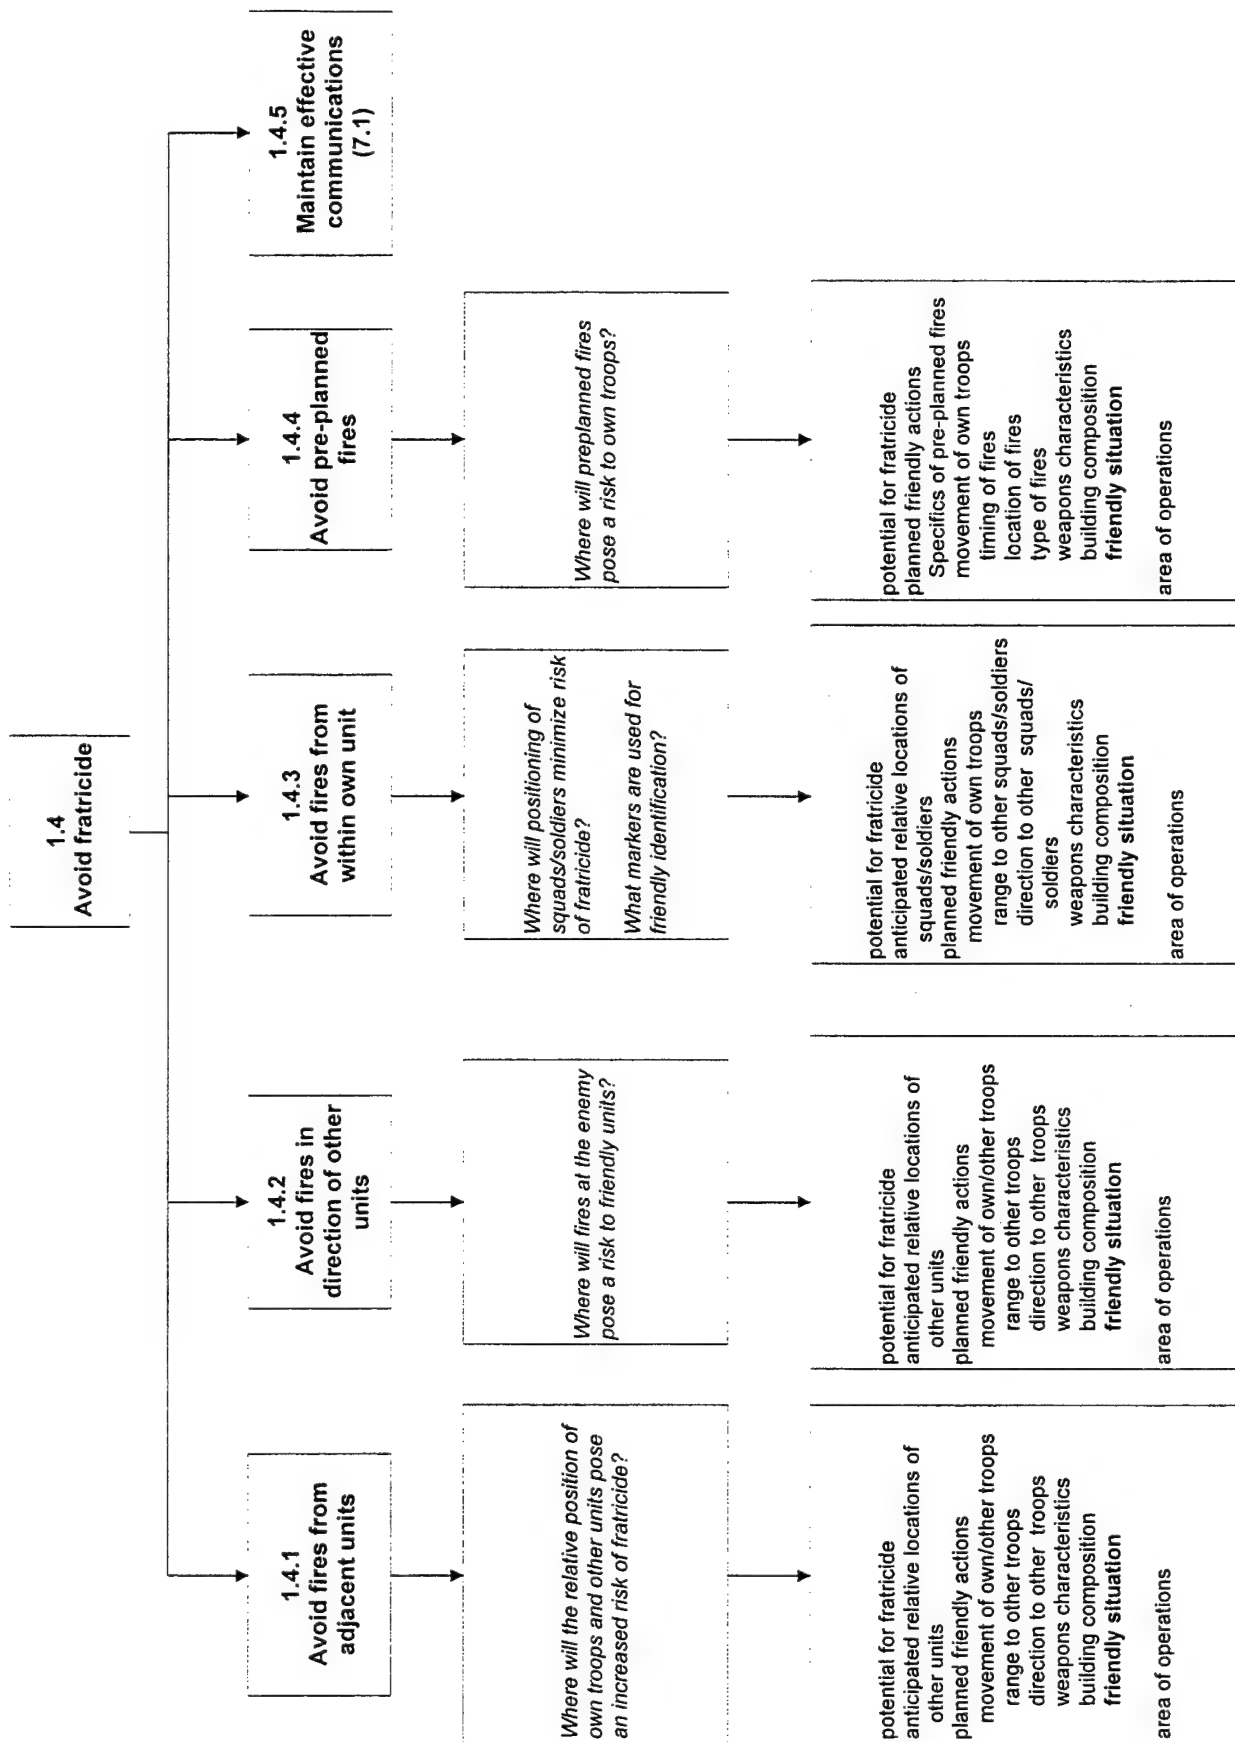 1.4
Avoid fratricide
1.4.1
Avoid fires from
adjacent units
1.4.2
Avoid fires in
direction of other
units
1.4.3
Avoid fires from
within own unit
1.4.4
Avoid pre-planned
fires
1.4.5
Maintain effective
communications
(7.1)
Where will the relative position of
own troops and other units pose
an increased risk of fratricide?
Where will fires at the enemy
pose a risk to friendly units?
Where will positioning of
squads/soldiers minimize risk
of fratricide?
What markers are used for
friendly identification?
Where will preplanned fires
pose a risk to own troops?
potential for fratricide
anticipated relative locations of
other units
planned friendly actions
movement of own/other troops
range to other troops
direction to other troops
weapons characteristics
building composition
friendly situation
area of operations
potential for fratricide
anticipated relative locations of
other units
planned friendly actions
movement of own/other troops
range to other troops
direction to other troops
weapons characteristics
building composition
friendly situation
area of operations
potential for fratricide
anticipated relative locations of
squads/soldiers
planned friendly actions
movement of own troops
range to other squads/soldiers
direction to other squads/
soldiers
weapons characteristics
building composition
friendly situation
area of operations
potential for fratricide
planned friendly actions
Specifics of pre-planned fires
movement of own troops
timing of fires
location of fires
type of fires
weapons characteristics
building composition
friendly situation
area of operations